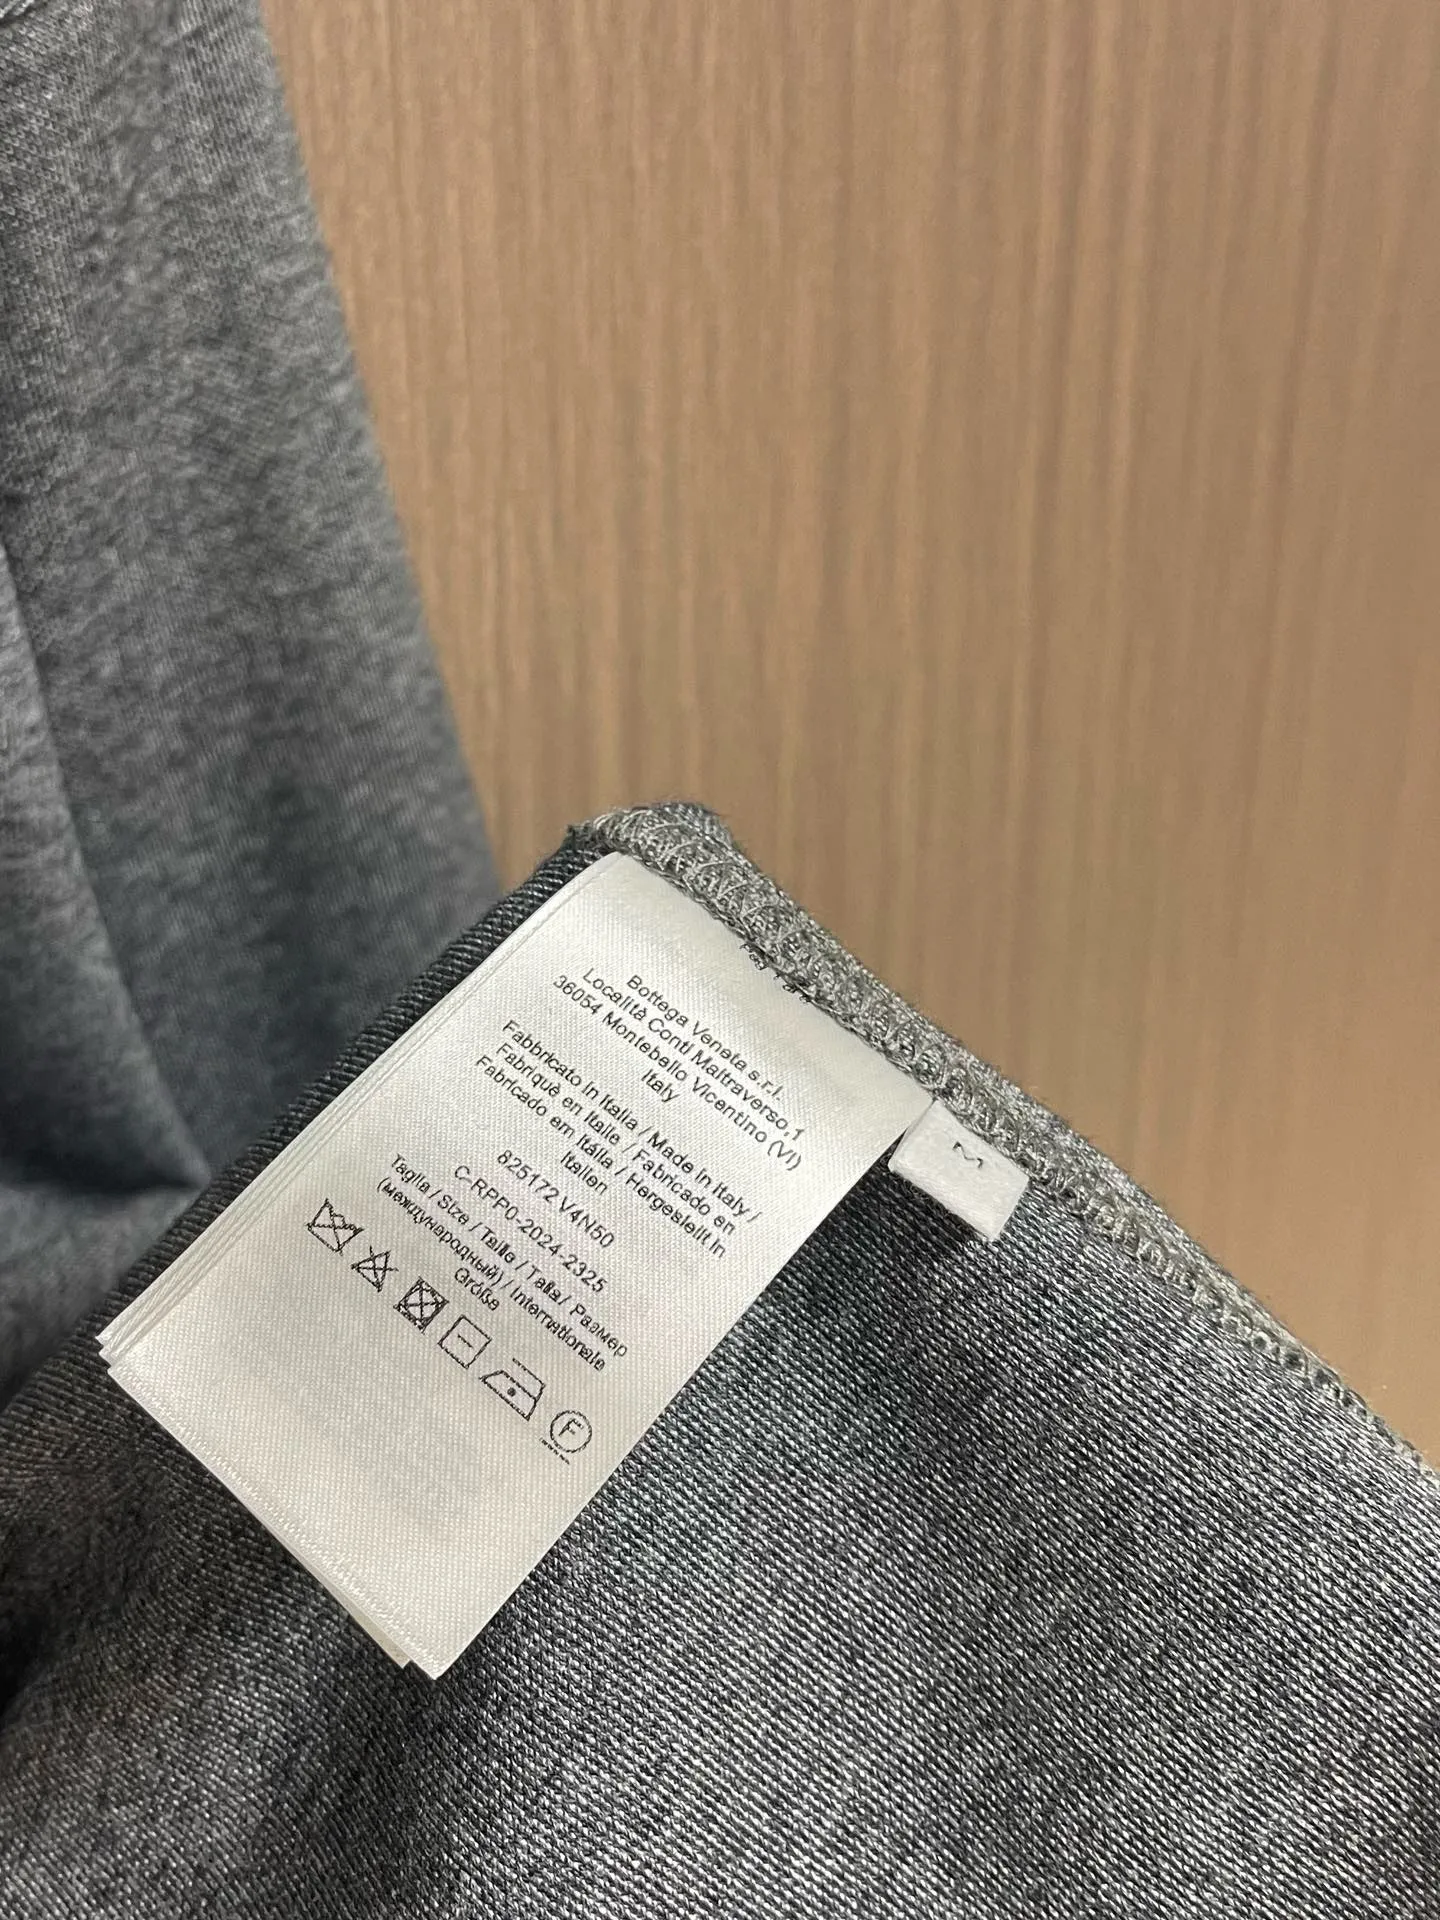 Bottega Veneta s.r.l.
Località Conti Maltraverso,1
36054 Montebello Vicentino (VI)
Italy
Fabbricato in Italia / Made in Italy /
Fabriqué en Italie / Fabricado en
Fabricado em Itália / Hergestellt in
Italien
825172 V4N50
C-RPP0-2024-2325
Taglia / Size / Taille / Talla / Размер
(международный) / Internationale
Größe
F
M